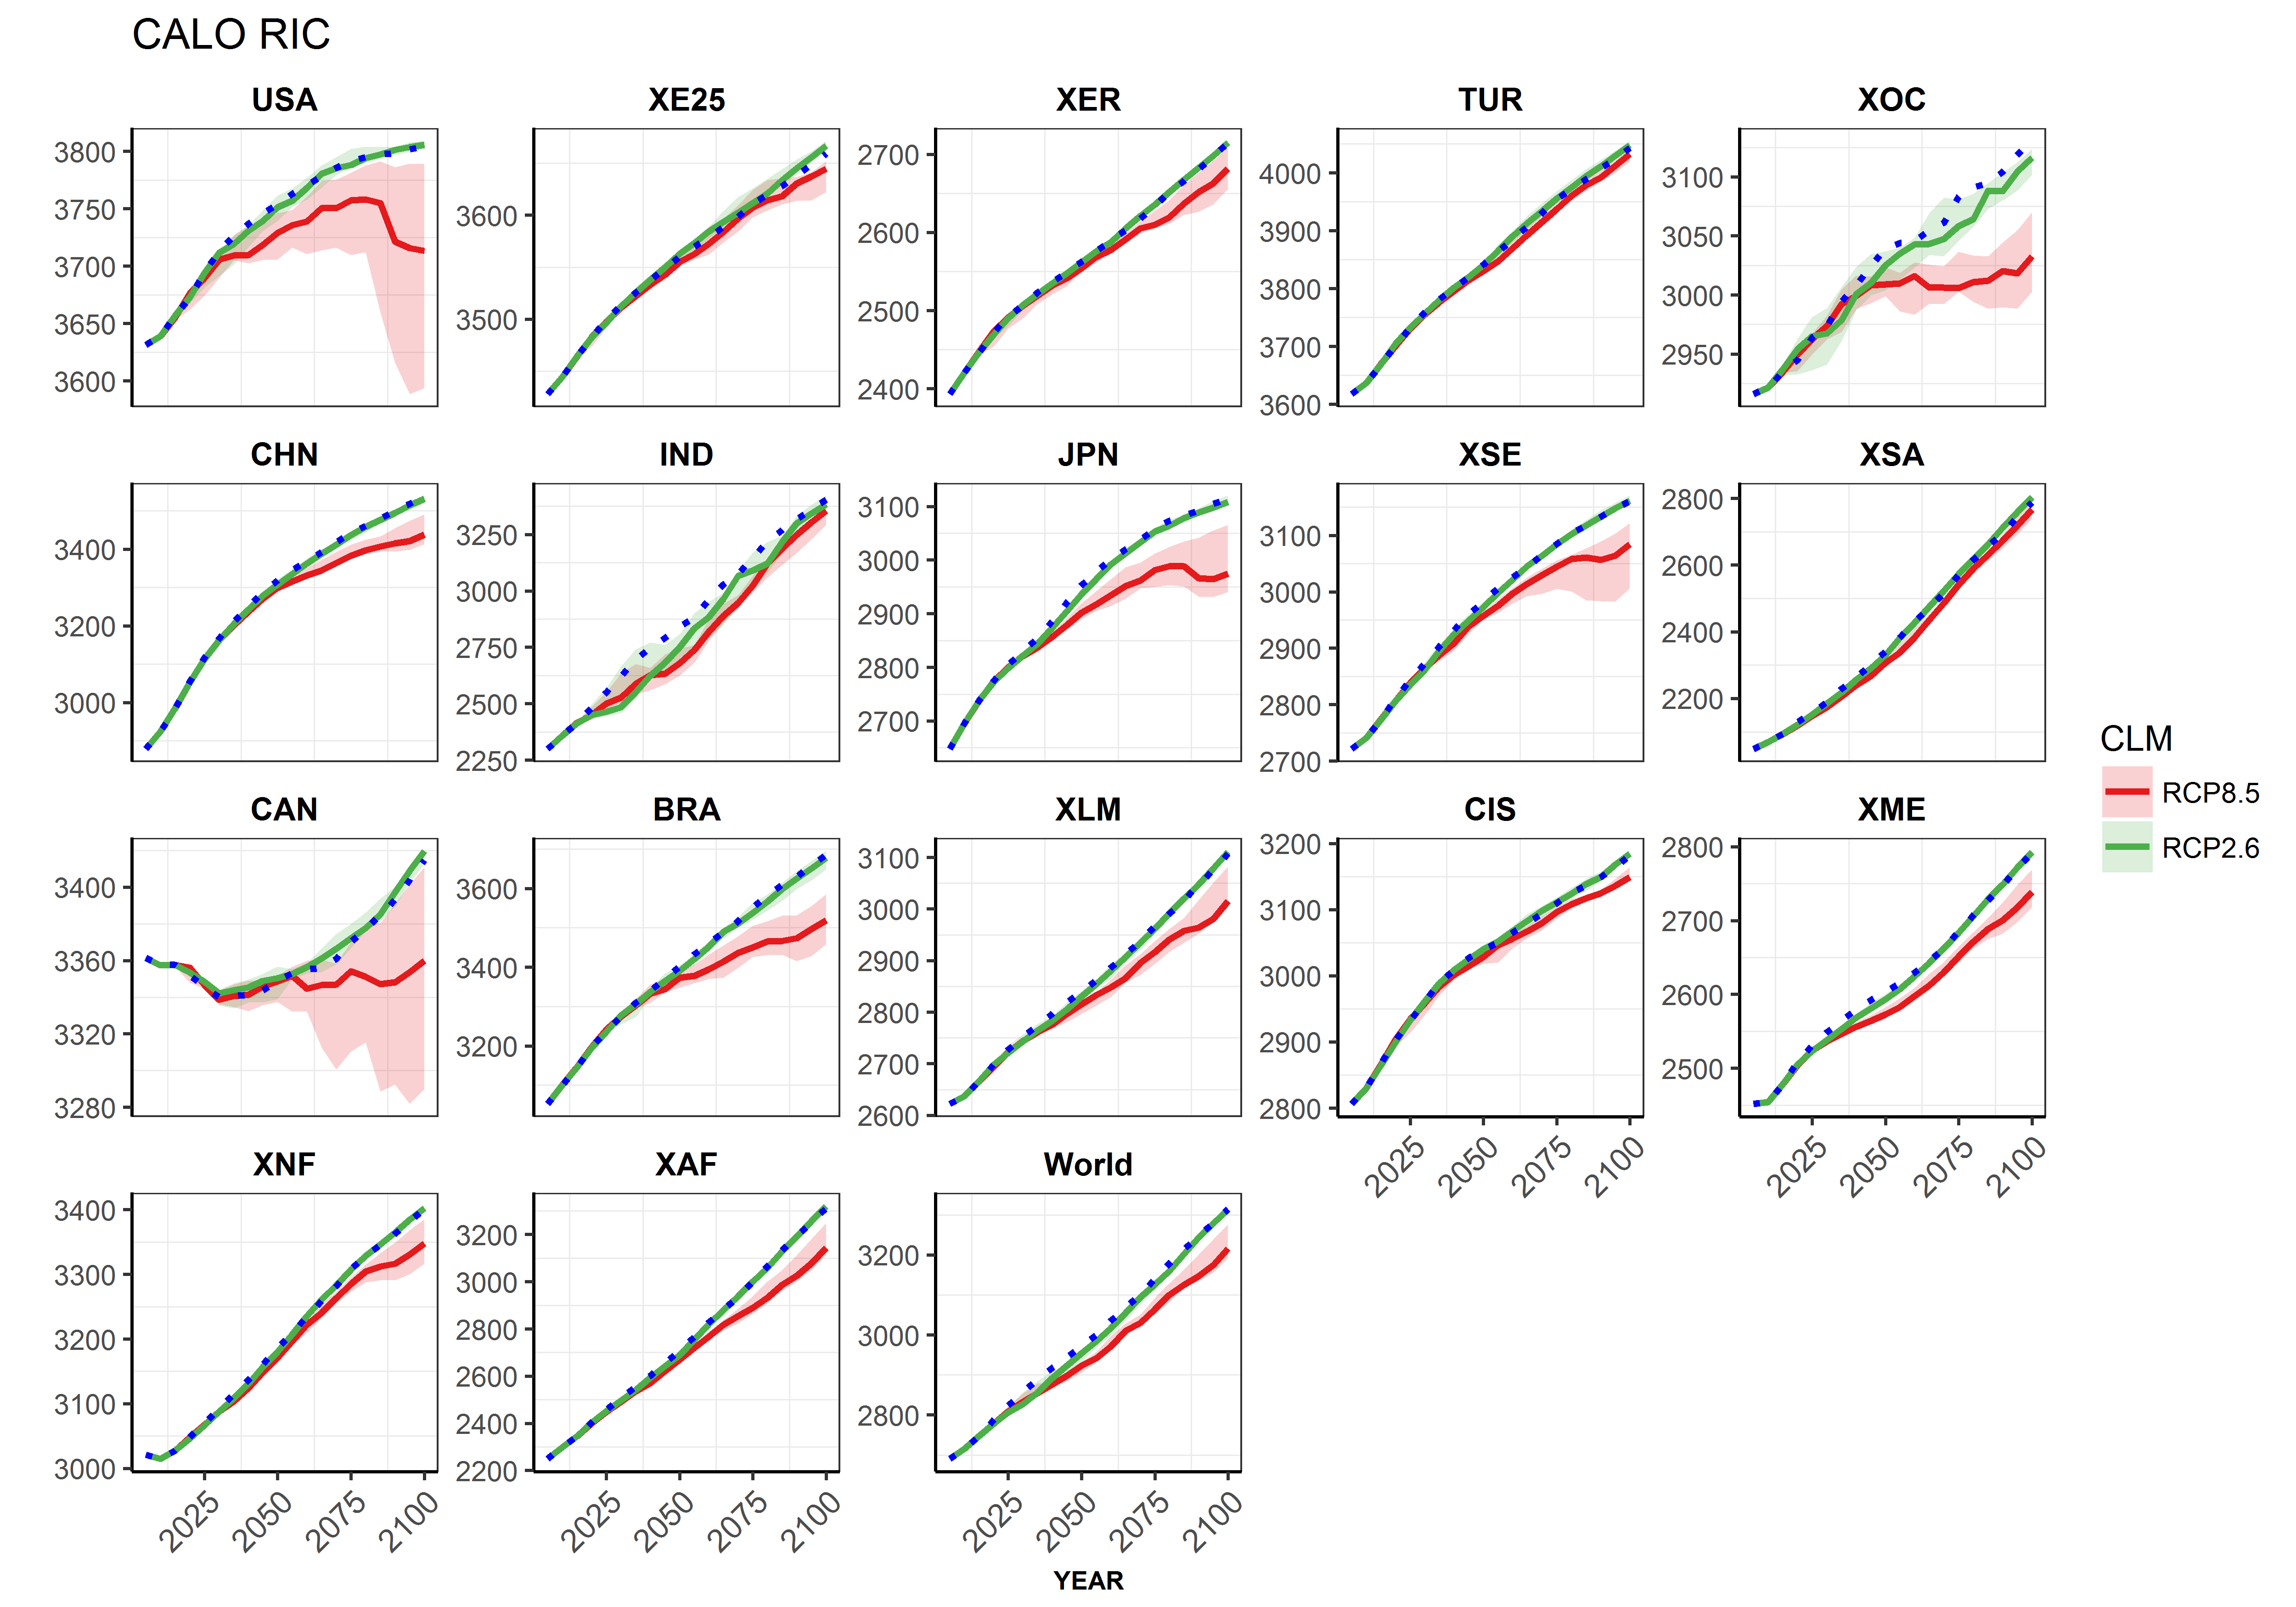 CALO RIC
USA XE25 XER TUR XOC
3800 3750 3700 3650 3600
3600 3500
2700 2600 2500 2400
4000 3900 3800 3700 3600
3100 3050 3000 2950
CHN IND JPN XSE XSA
3400 3200 3000
3250 3000 2750 2500 2250
3100 3000 2900 2800 2700
3100 3000 2900 2800 2700
2800 2600 2400 2200
CLM
RCP8.5
RCP2.6
CAN BRA XLM CIS XME
3400 3360 3320 3280
3600 3400 3200
3100 3000 2900 2800 2700 2600
3200 3100 3000 2900 2800
2800 2700 2600 2500
2025 2050 2075 2100
2025 2050 2075 2100
XNF XAF World
3400 3300 3200 3100 3000
3200 3000 2800 2600 2400 2200
3200 3000 2800
2025 2050 2075 2100
2025 2050 2075 2100
2025 2050 2075 2100
YEAR